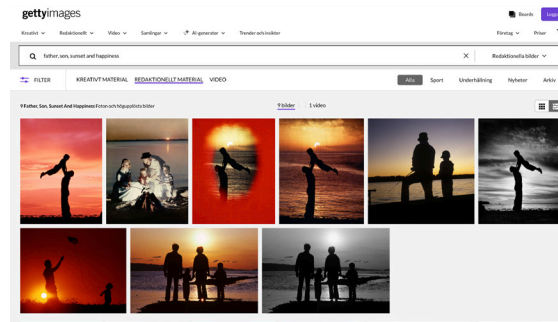 gettyimages
Boards
Logga
Kreativt
Redaktionellt
Video
Samlingar
AI-generator
Trender och insikter
Företag
Priser
father, son, sunset and happiness
Redaktionella bilder
FILTER
KREATIVT MATERIAL REDAKTIONELLT MATERIAL VIDEO
Alla
Sport
Underhållning
Nyheter
Arkiv
9 Father, Son, Sunset And Happiness Foton och högupplösta bilder
9 bilder
1 video